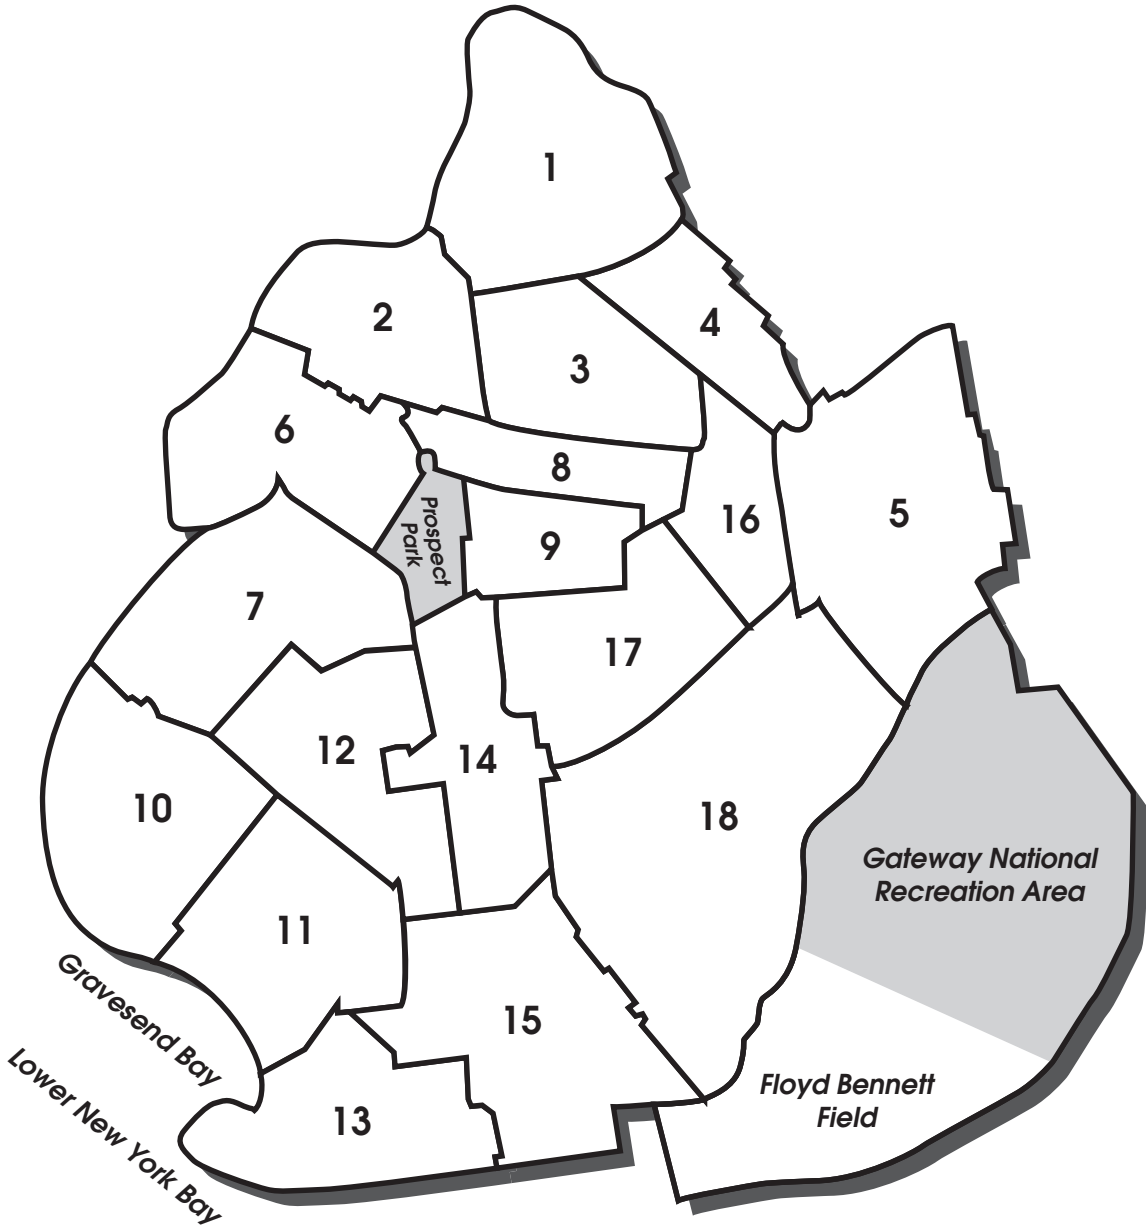 1
2
3
4
6
8
5
16
9
Prospect
Park
7
17
12
14
10
18
Gateway National
Recreation Area
11
Gravesend Bay
15
Lower New York Bay
Floyd Bennett
Field
13